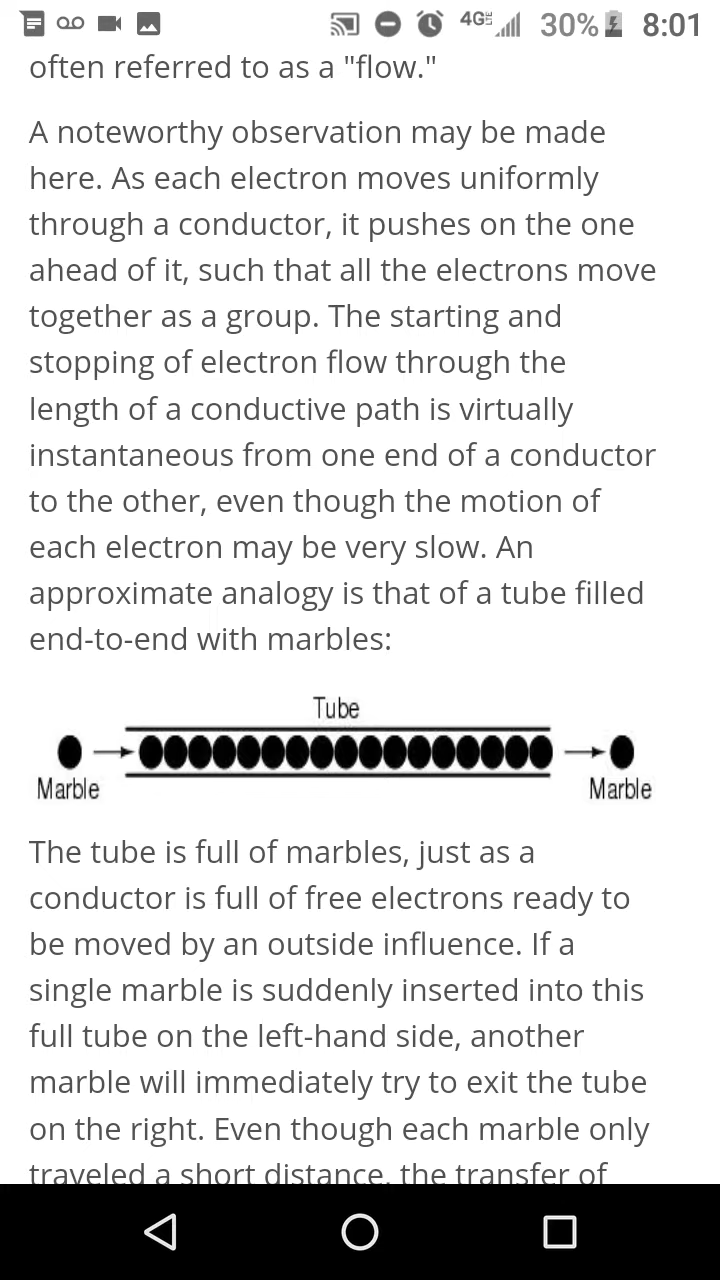 4G LTE 30% 8:01
often referred to as a "flow."
A noteworthy observation may be made
here. As each electron moves uniformly
through a conductor, it pushes on the one
ahead of it, such that all the electrons move
together as a group. The starting and
stopping of electron flow through the
length of a conductive path is virtually
instantaneous from one end of a conductor
to the other, even though the motion of
each electron may be very slow. An
approximate analogy is that of a tube filled
end-to-end with marbles:
Tube
Marble
Marble
The tube is full of marbles, just as a
conductor is full of free electrons ready to
be moved by an outside influence. If a
single marble is suddenly inserted into this
full tube on the left-hand side, another
marble will immediately try to exit the tube
on the right. Even though each marble only
traveled a short distance, the transfer of